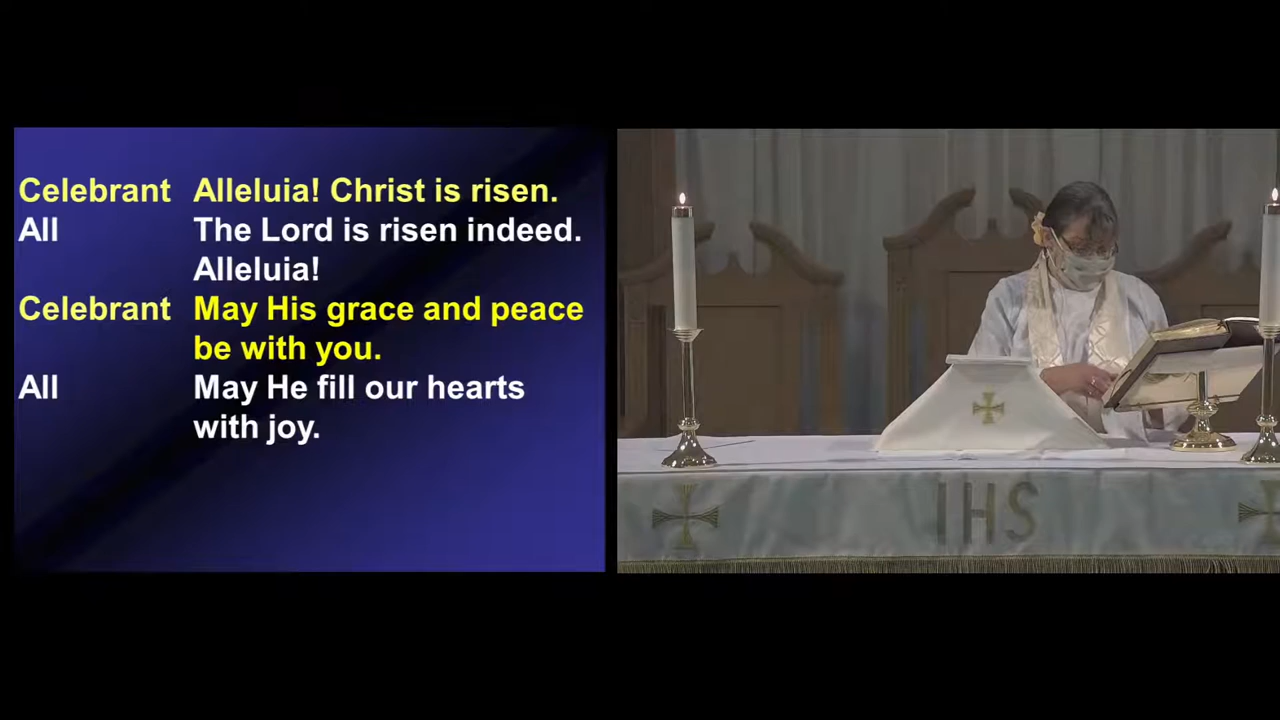 Celebrant Alleluia! Christ is risen.
All The Lord is risen indeed.
Alleluia!
Celebrant May His grace and peace
be with you.
All May He fill our hearts
with joy.
IHS